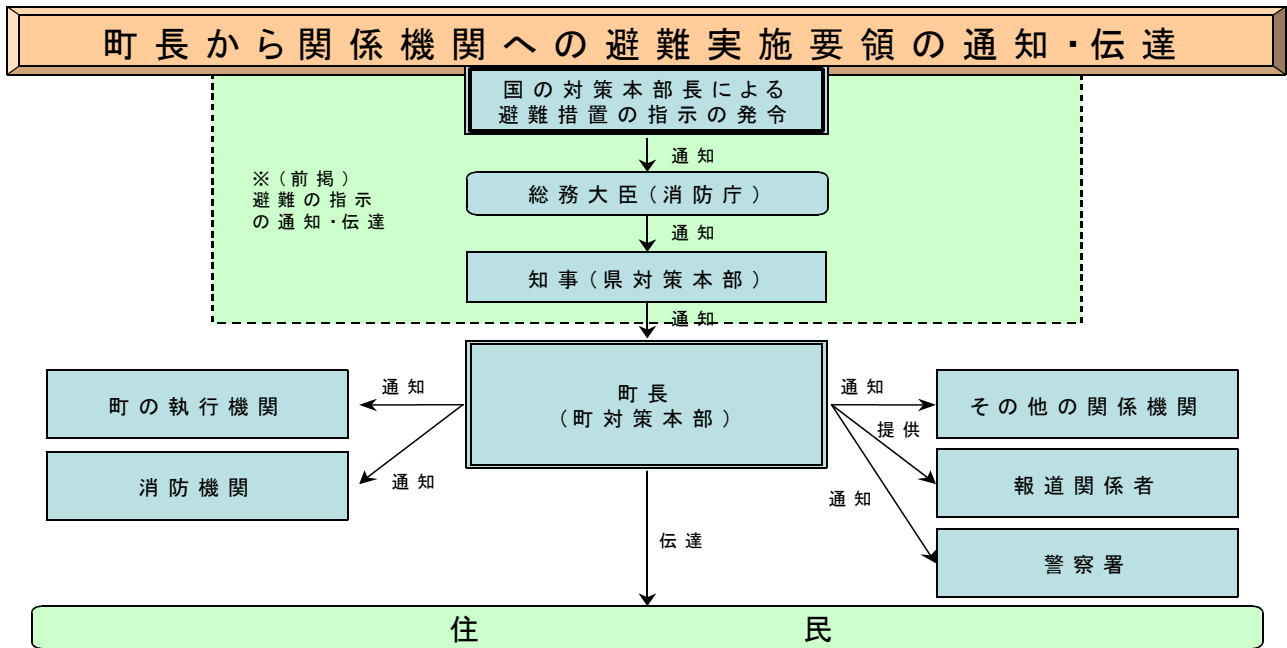 町長から関係機関への避難実施要領の通知・伝達
国の対策本部長による
避難措置の指示の発令
通知
※(前掲)
避難の指示
の通知・伝達
総務大臣(消防庁)
通知
知事(県対策本部)
通知
町の執行機関
通知
町長
(町対策本部)
通知
その他の関係機関
提供
消防機関
通知
報道関係者
通知
伝達
警察署
住民